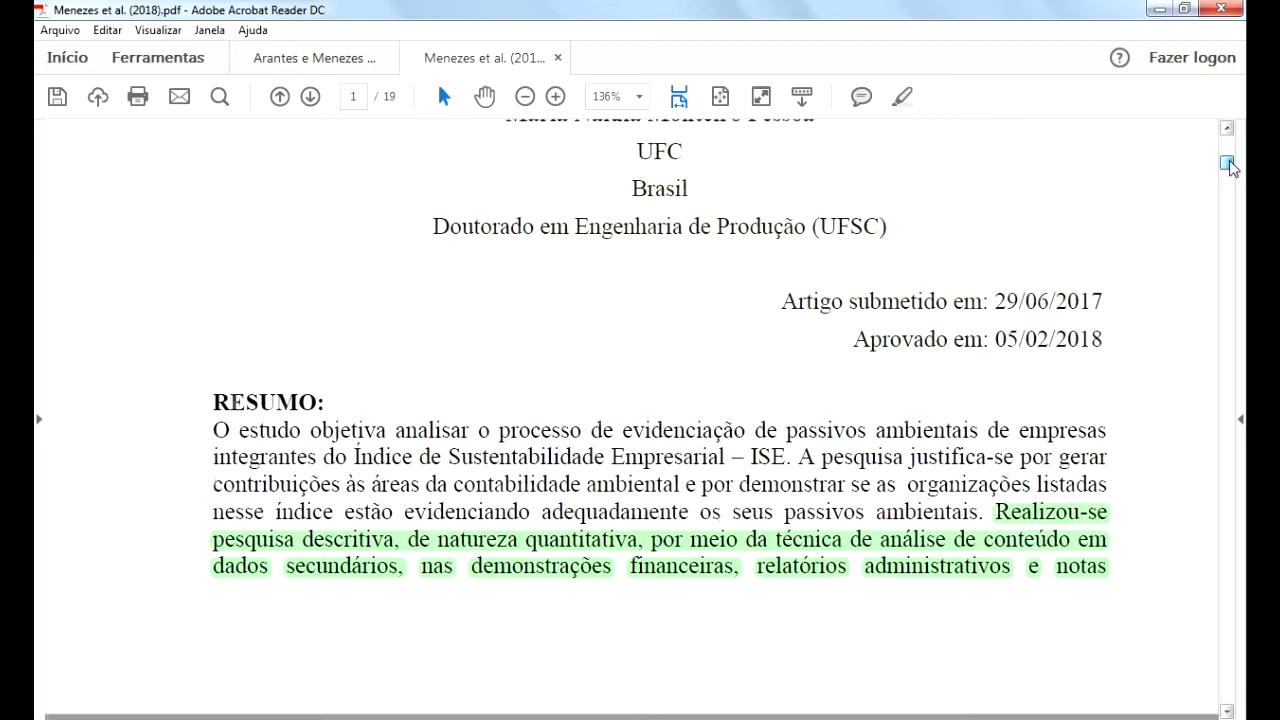 Menezes et al. (2018).pdf - Adobe Acrobat Reader DC
Arquivo Editar Visualizar Janela Ajuda
Início Ferramentas Arantes e Menezes ... Menezes et al. (201... × ? Fazer logon
1 / 19 136%
UFC
Brasil
Doutorado em Engenharia de Produção (UFSC)
Artigo submetido em: 29/06/2017
Aprovado em: 05/02/2018
RESUMO:
O estudo objetiva analisar o processo de evidenciação de passivos ambientais de empresas
integrantes do Índice de Sustentabilidade Empresarial – ISE. A pesquisa justifica-se por gerar
contribuições às áreas da contabilidade ambiental e por demonstrar se as organizações listadas
nesse índice estão evidenciando adequadamente os seus passivos ambientais. Realizou-se
pesquisa descritiva, de natureza quantitativa, por meio da técnica de análise de conteúdo em
dados secundários, nas demonstrações financeiras, relatórios administrativos e notas